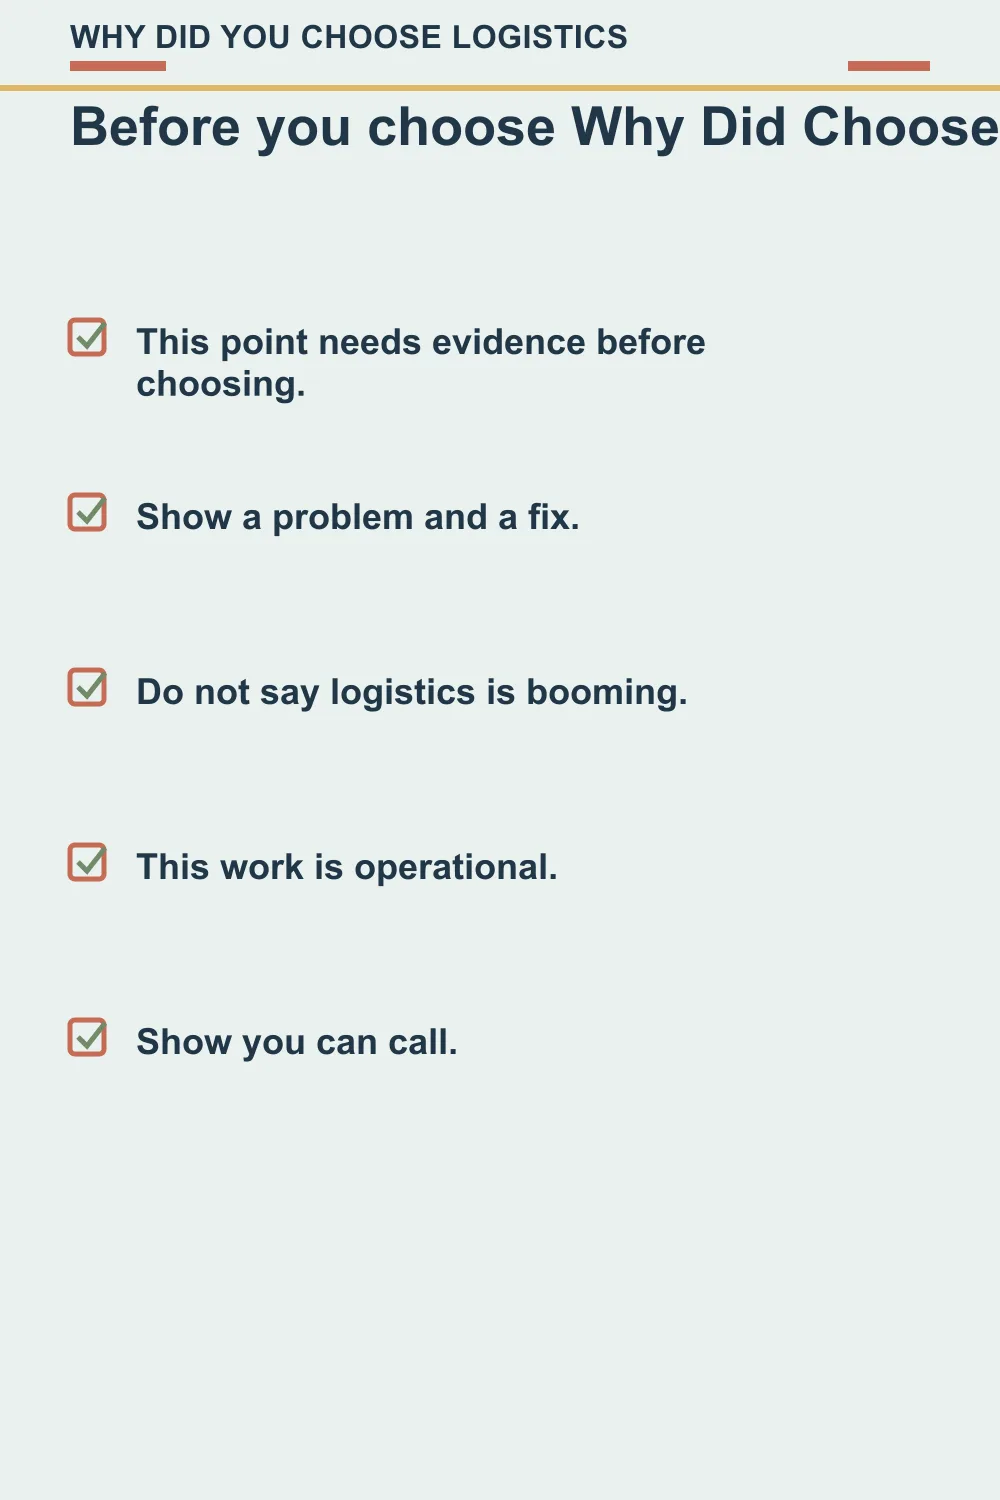 WHY DID YOU CHOOSE LOGISTICS
Before you choose Why Did Choose
This point needs evidence before
choosing.
Show a problem and a fix.
Do not say logistics is booming.
This work is operational.
Show you can call.